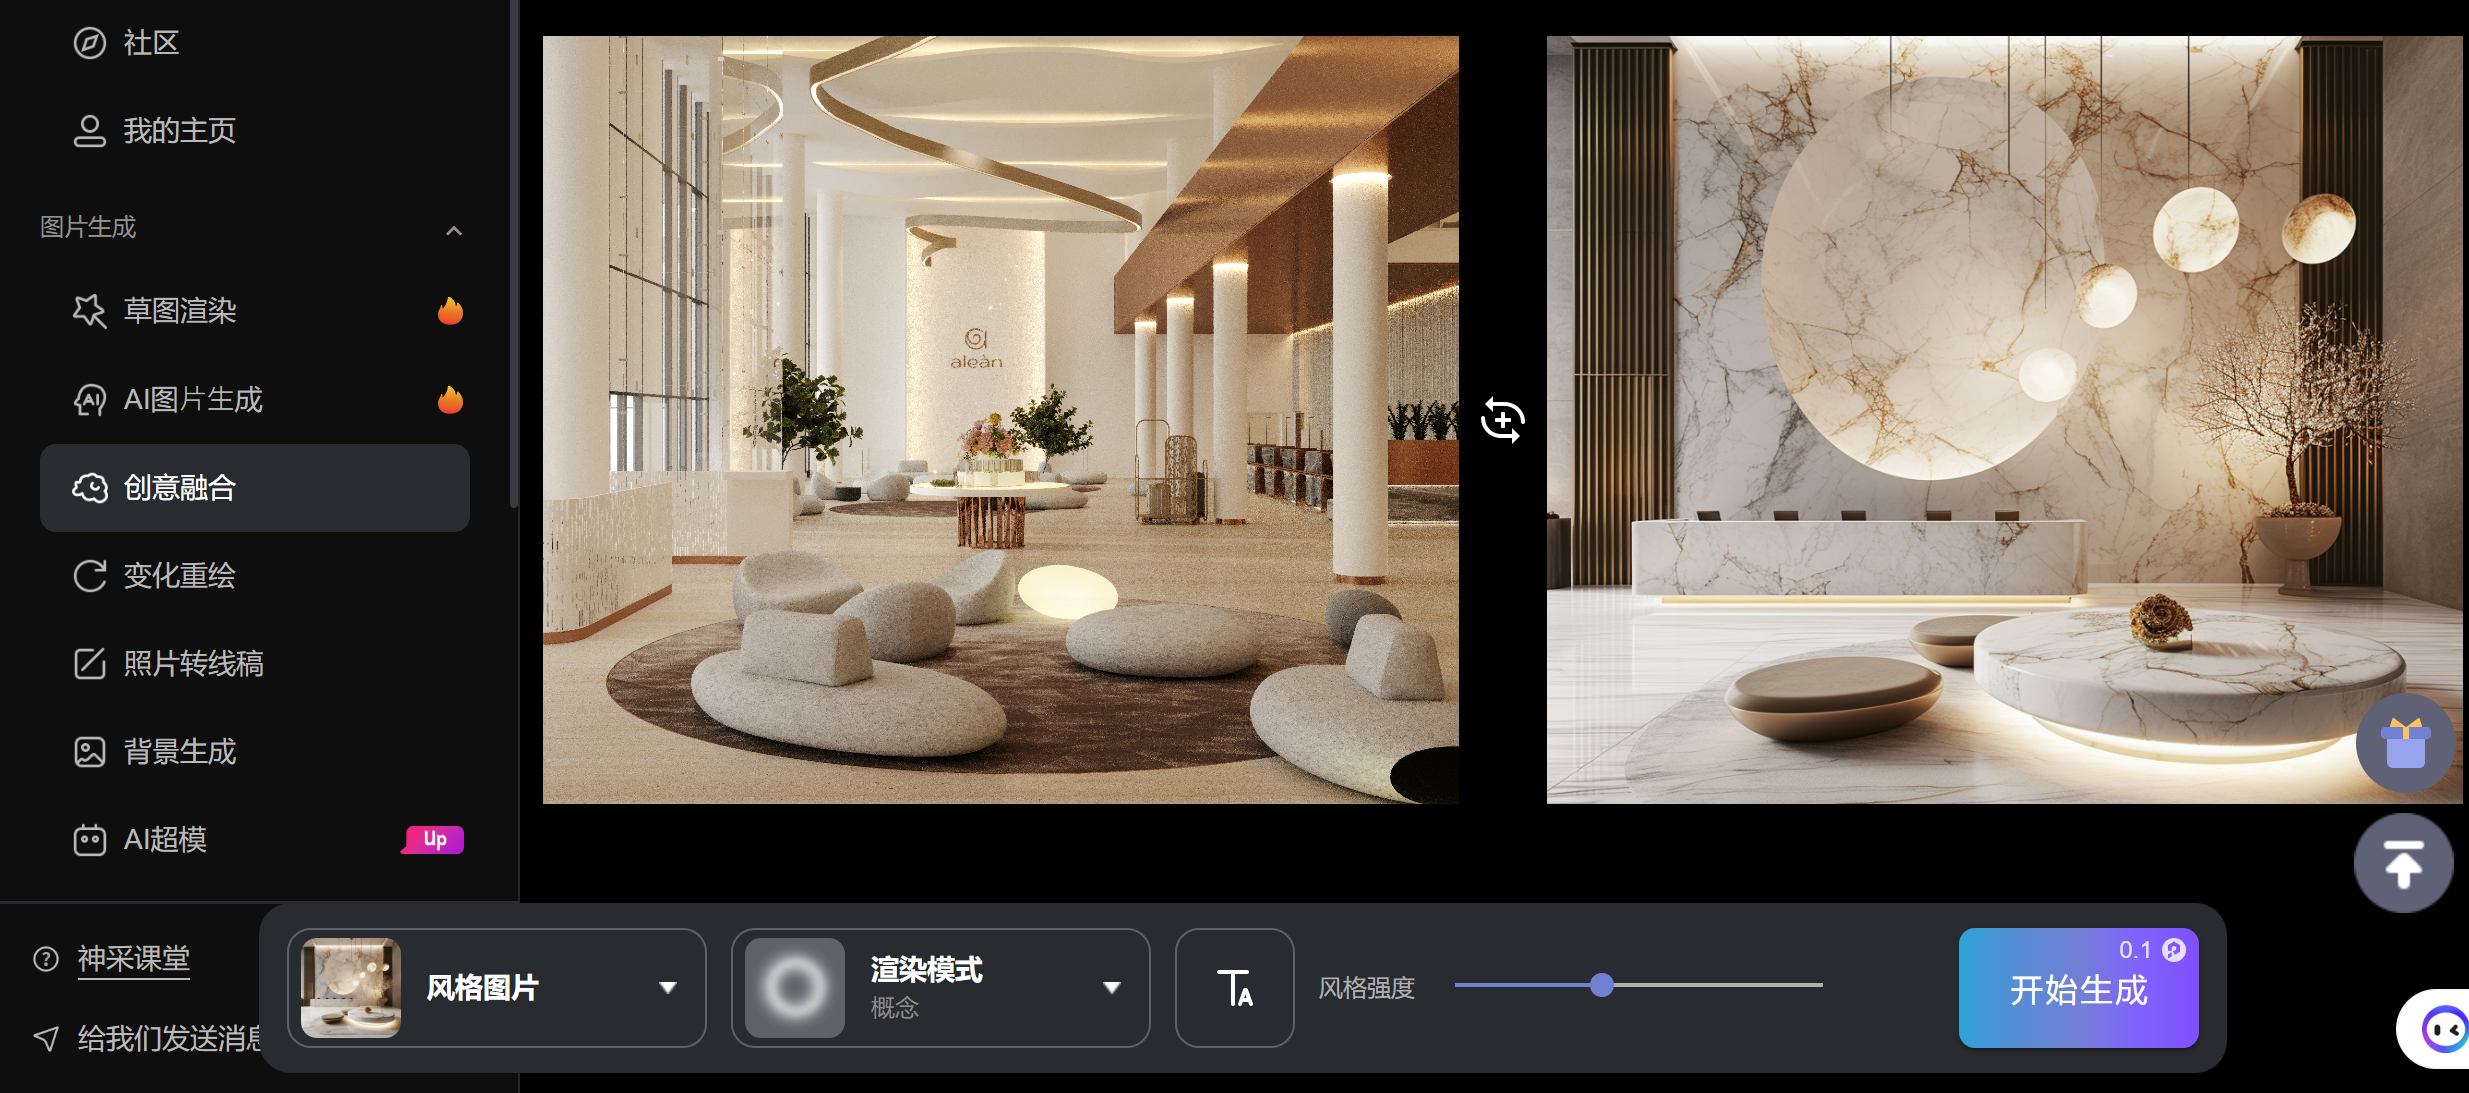 社区
我的主页
图片生成
草图渲染
AI图片生成
创意融合
变化重绘
照片转线稿
背景生成
AI超模
Up
神采课堂
给我们发送消息
aleàn
风格图片
渲染模式
概念
TA
风格强度
0.1
开始生成